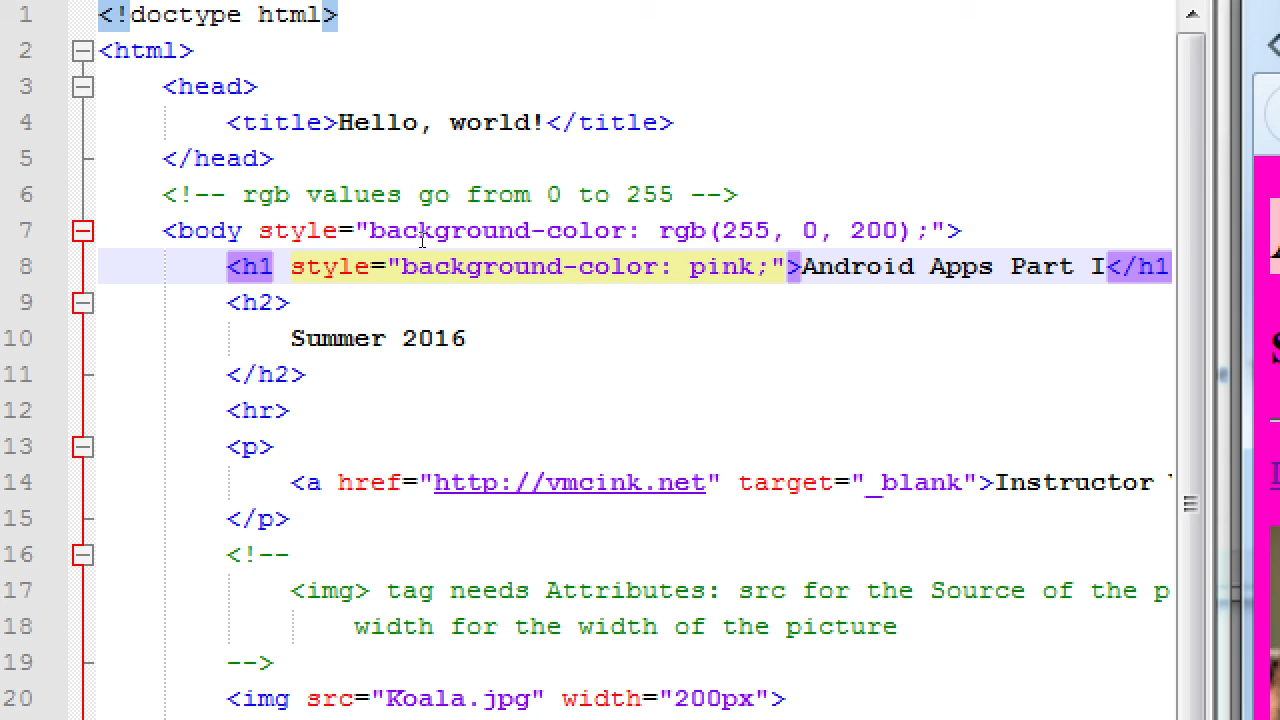 1 <!doctype html>
2 <html>
3 <head>
4 <title>Hello, world!</title>
5 </head>
6 <!-- rgb values go from 0 to 255 -->
7 <body style="background-color: rgb(255, 0, 200);">
8 <h1 style="background-color: pink;">Android Apps Part I</h1
9 <h2>
10 Summer 2016
11 </h2>
12 <hr>
13 <p>
14 <a href="http://vmcink.net" target="_blank">Instructor
15 </p>
16 <!--
17 <img> tag needs Attributes: src for the Source of the p
18 width for the width of the picture
19 -->
20 <img src="Koala.jpg" width="200px">